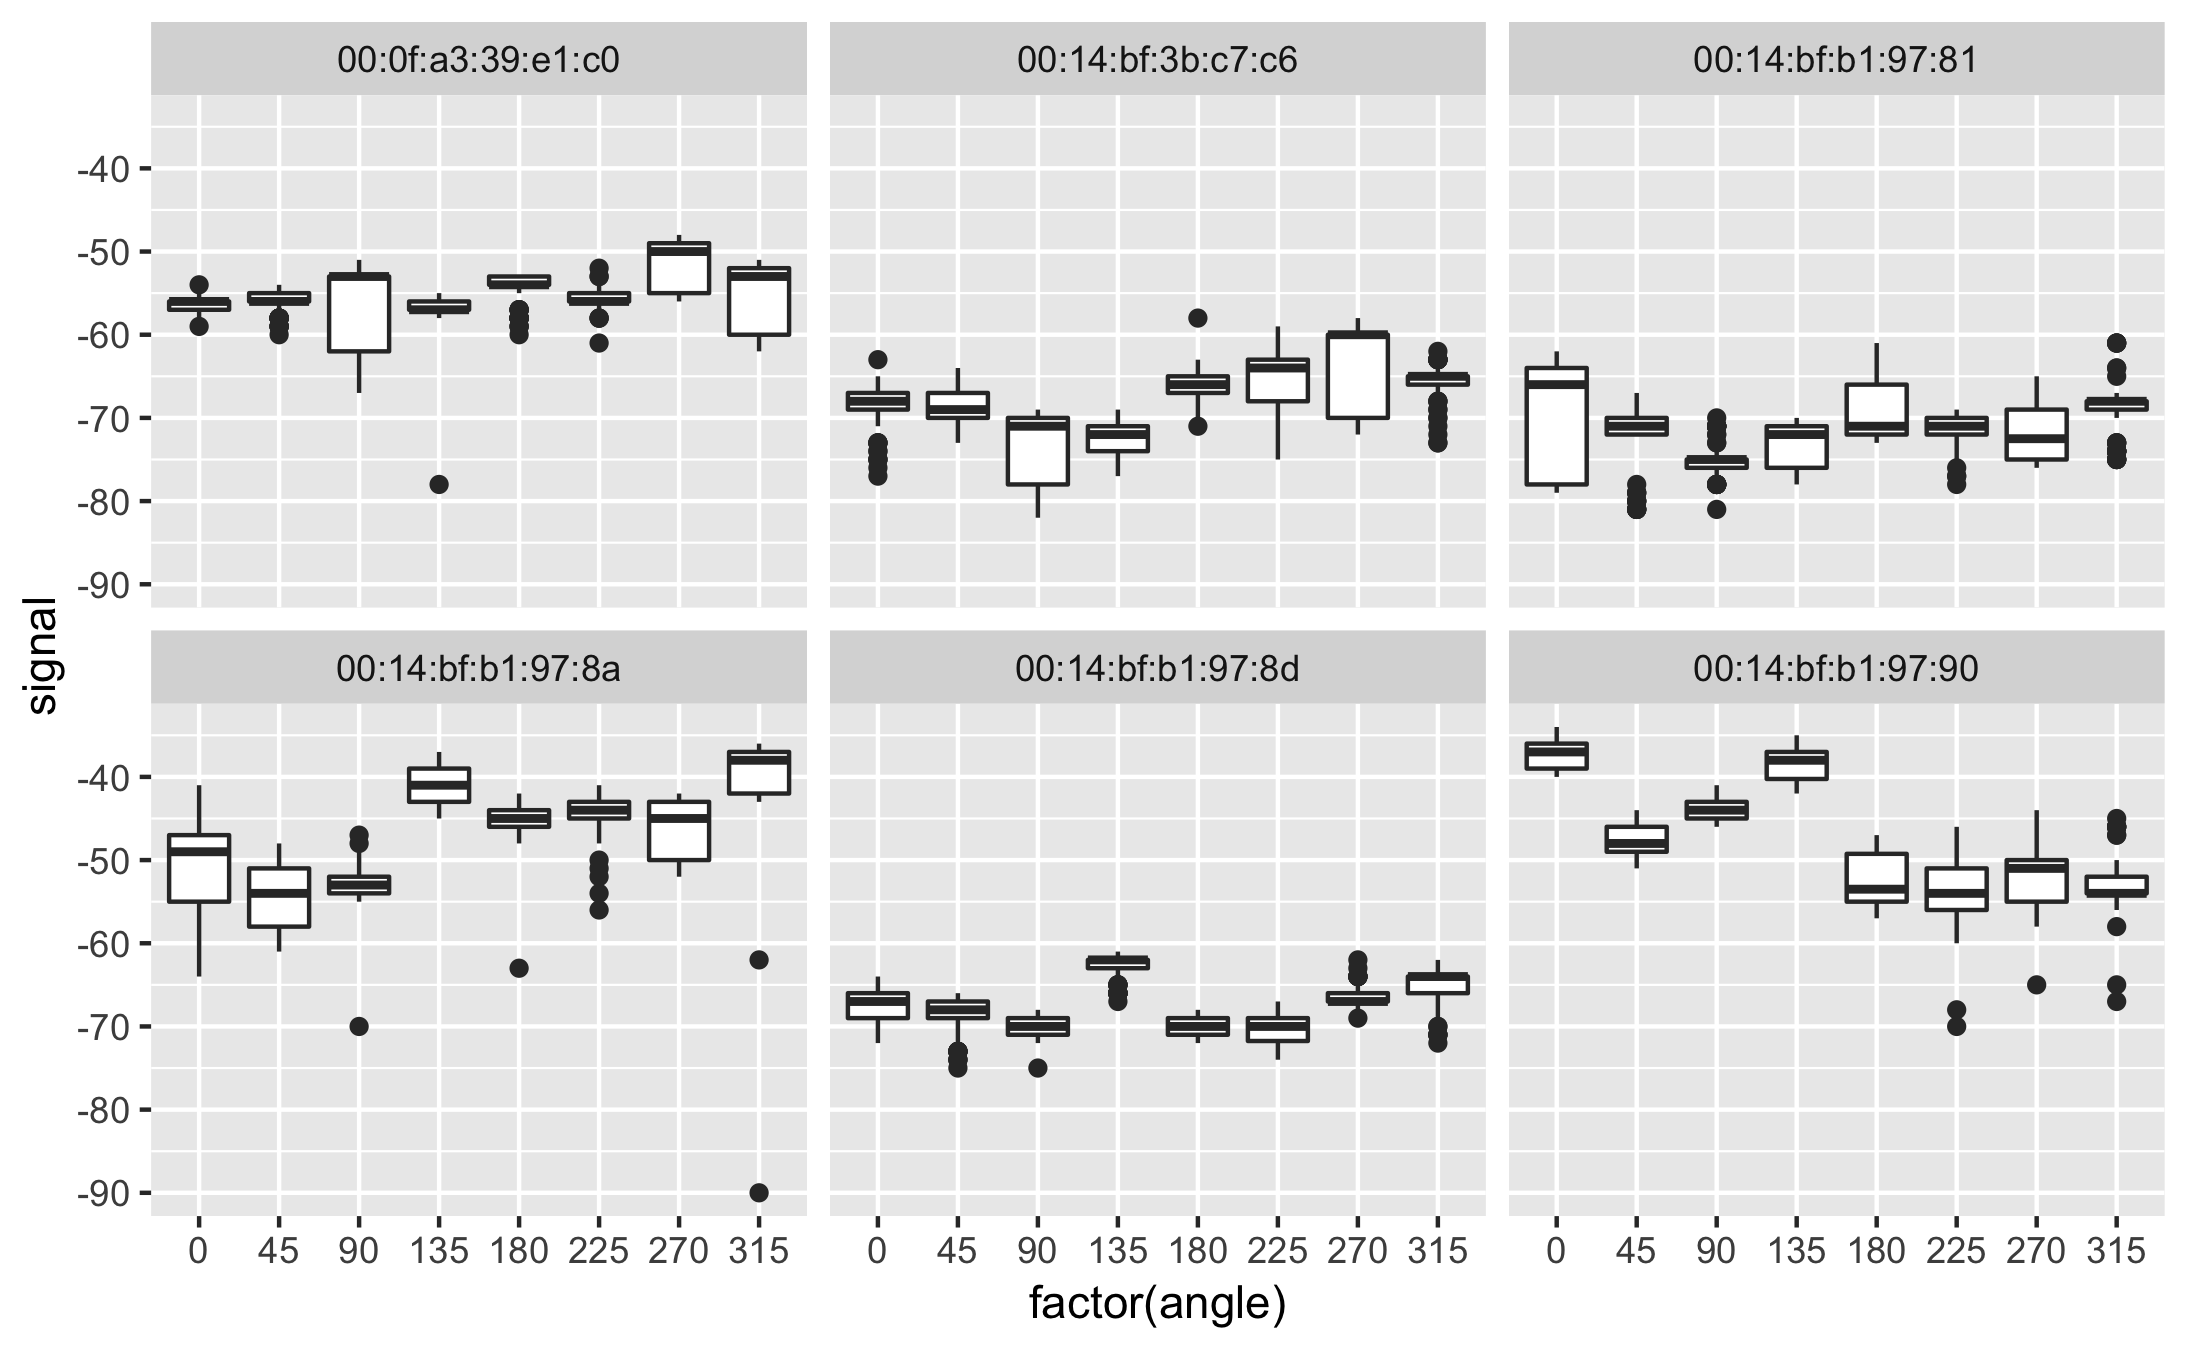 00:0f:a3:39:e1:c0
00:14:bf:3b:c7:c6
00:14:bf:b1:97:81
-40
-50
-60
-70
-80
-90
signal
00:14:bf:b1:97:8a
00:14:bf:b1:97:8d
00:14:bf:b1:97:90
-40
-50
-60
-70
-80
-90
0 45 90 135 180 225 270 315
0 45 90 135 180 225 270 315
0 45 90 135 180 225 270 315
factor(angle)